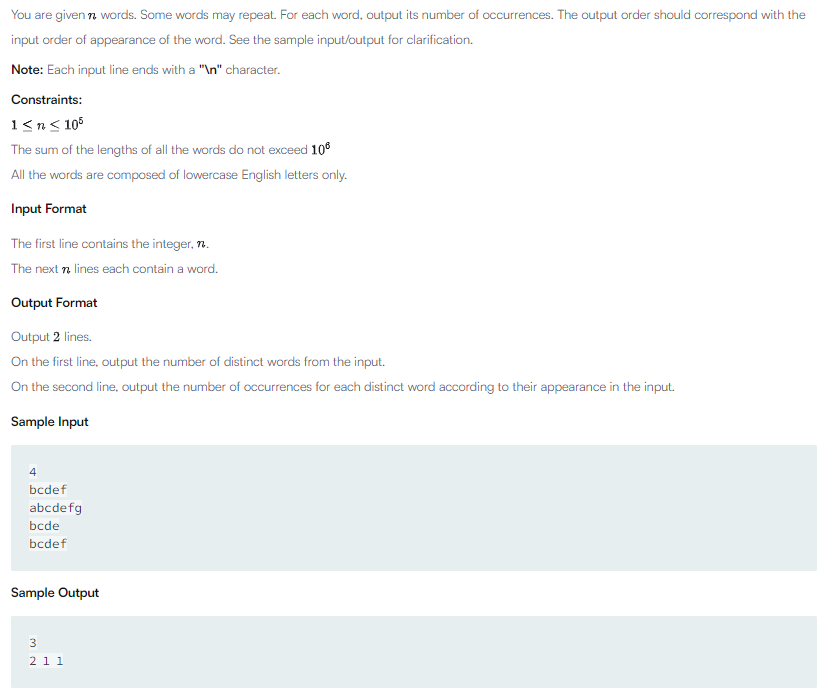 You are given n words. Some words may repeat. For each word, output its number of occurrences. The output order should correspond with the
input order of appearance of the word. See the sample input/output for clarification.
Note: Each input line ends with a "\n" character.
Constraints:
1 ≤ n ≤ 10⁵
The sum of the lengths of all the words do not exceed 10⁶
All the words are composed of lowercase English letters only.
Input Format
The first line contains the integer, n.
The next n lines each contain a word.
Output Format
Output 2 lines.
On the first line, output the number of distinct words from the input.
On the second line, output the number of occurrences for each distinct word according to their appearance in the input.
Sample Input
4
bcdef
abcdefg
bcde
bcdef
Sample Output
3
2 1 1